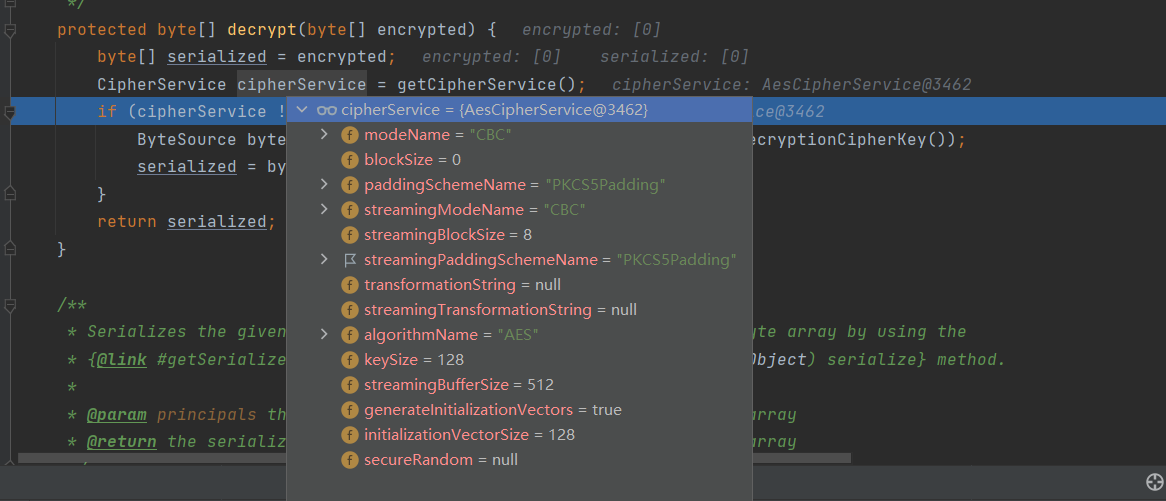 */
protected byte[] decrypt(byte[] encrypted) { encrypted: [0]
byte[] serialized = encrypted; encrypted: [0] serialized: [0]
CipherService cipherService = getCipherService(); cipherService: AesCipherService@3462
if (cipherService ! ce@3462
cipherService = {AesCipherService@3462}
modeName = "CBC"
ByteSource byte ecryptionCipherKey());
blockSize = 0
serialized = by
paddingSchemeName = "PKCS5Padding"
}
streamingModeName = "CBC"
return serialized;
streamingBlockSize = 8
}
streamingPaddingSchemeName = "PKCS5Padding"
transformationString = null
/**
streamingTransformationString = null
* Serializes the given yte array by using the
algorithmName = "AES"
* {@link #getSerialize Object) serialize} method.
keySize = 128
*
streamingBufferSize = 512
* @param principals th array
generateInitializationVectors = true
* @return the serializ array
initializationVectorSize = 128
secureRandom = null